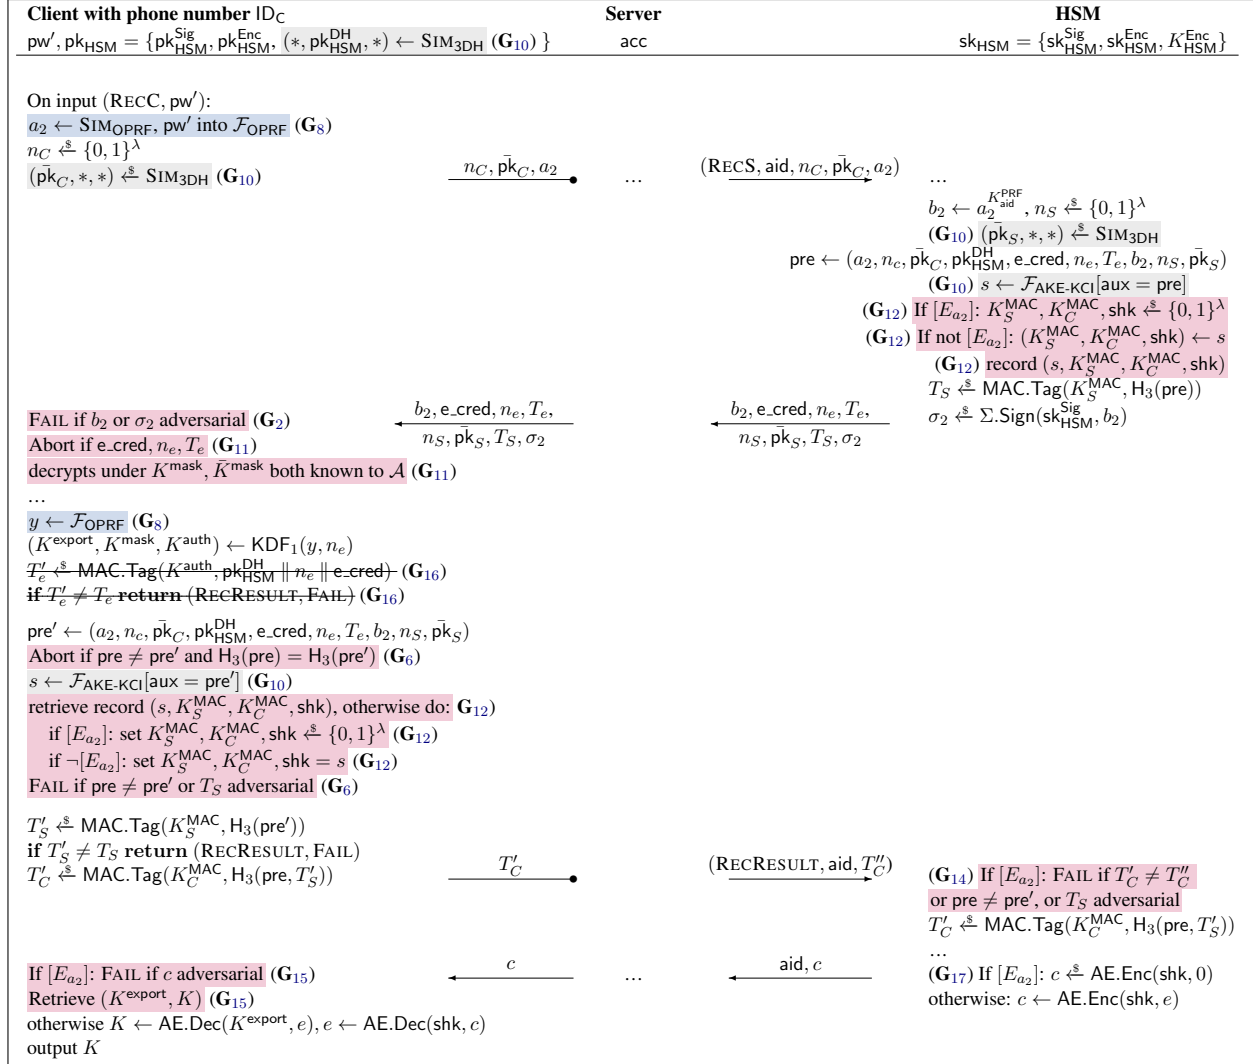 Client with phone number ID_C Server HSM
pw′, pk_HSM = {pk^Sig_HSM, pk^Enc_HSM, (∗, pk^DH_HSM, ∗) ← SIM_3DH (G10) } acc sk_HSM = {sk^Sig_HSM, sk^Enc_HSM, K^Enc_HSM}
On input (RECC, pw′):
a_2 ← SIM_OPRF, pw′ into F_OPRF (G8)
n_C ←$ {0, 1}^λ
(p̄k_C, ∗, ∗) ←$ SIM_3DH (G10) n_C, p̄k_C, a_2 ... (RECS, aid, n_C, p̄k_C, a_2) ...
b_2 ← a_2^{K^PRF_aid}, n_S ←$ {0, 1}^λ
(G10) (p̄k_S, ∗, ∗) ←$ SIM_3DH
pre ← (a_2, n_c, p̄k_C, pk^DH_HSM, e_cred, n_e, T_e, b_2, n_S, p̄k_S)
(G10) s ← F_AKE-KCI[aux = pre]
(G12) If [E_{a_2}]: K^MAC_S, K^MAC_C, shk ←$ {0, 1}^λ
(G12) If not [E_{a_2}]: (K^MAC_S, K^MAC_C, shk) ← s
(G12) record (s, K^MAC_S, K^MAC_C, shk)
T_S ←$ MAC.Tag(K^MAC_S, H_3(pre))
FAIL if b_2 or σ_2 adversarial (G2) b_2, e_cred, n_e, T_e, b_2, e_cred, n_e, T_e, σ_2 ←$ Σ.Sign(sk^Sig_HSM, b_2)
Abort if e_cred, n_e, T_e (G11) n_S, p̄k_S, T_S, σ_2 n_S, p̄k_S, T_S, σ_2
decrypts under K^mask, K̄^mask both known to A (G11)
...
y ← F_OPRF (G8)
(K^export, K^mask, K^auth) ← KDF_1(y, n_e)
T′_e ←$ MAC.Tag(K^auth, pk^DH_HSM ∥ n_e ∥ e_cred) (G16)
if T′_e ≠ T_e return (RECRESULT, FAIL) (G16)
pre′ ← (a_2, n_c, p̄k_C, pk^DH_HSM, e_cred, n_e, T_e, b_2, n_S, p̄k_S)
Abort if pre ≠ pre′ and H_3(pre) = H_3(pre′) (G6)
s ← F_AKE-KCI[aux = pre′] (G10)
retrieve record (s, K^MAC_S, K^MAC_C, shk), otherwise do: G12)
if [E_{a_2}]: set K^MAC_S, K^MAC_C, shk ←$ {0, 1}^λ (G12)
if ¬[E_{a_2}]: set K^MAC_S, K^MAC_C, shk = s (G12)
FAIL if pre ≠ pre′ or T_S adversarial (G6)
T′_S ←$ MAC.Tag(K^MAC_S, H_3(pre′))
if T′_S ≠ T_S return (RECRESULT, FAIL)
T′_C ←$ MAC.Tag(K^MAC_C, H_3(pre, T′_S)) T′_C (RECRESULT, aid, T″_C) (G14) If [E_{a_2}]: FAIL if T′_C ≠ T″_C
or pre ≠ pre′, or T_S adversarial
T′_C ←$ MAC.Tag(K^MAC_C, H_3(pre, T′_S))
...
If [E_{a_2}]: FAIL if c adversarial (G15) c ... aid, c (G17) If [E_{a_2}]: c ←$ AE.Enc(shk, 0)
Retrieve (K^export, K) (G15) otherwise: c ← AE.Enc(shk, e)
otherwise K ← AE.Dec(K^export, e), e ← AE.Dec(shk, c)
output K